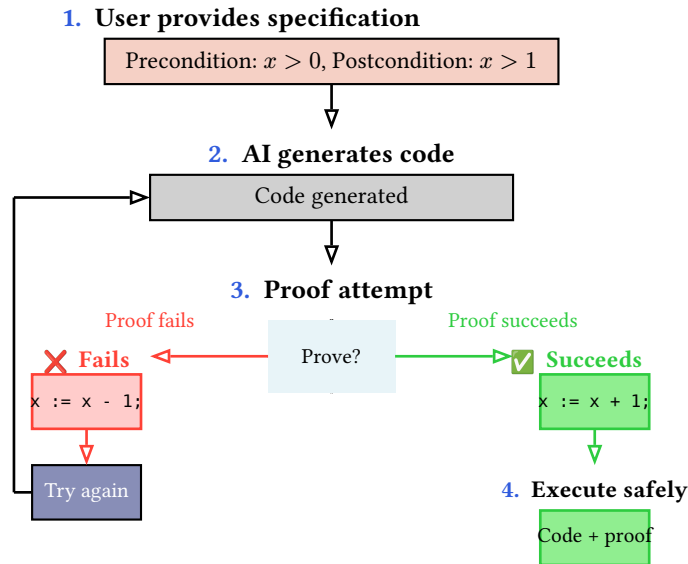 1. User provides specification
Precondition: x > 0, Postcondition: x > 1
2. AI generates code
Code generated
3. Proof attempt
Proof fails
Proof succeeds
Prove?
❌ Fails
✅ Succeeds
x := x - 1;
x := x + 1;
Try again
4. Execute safely
Code + proof